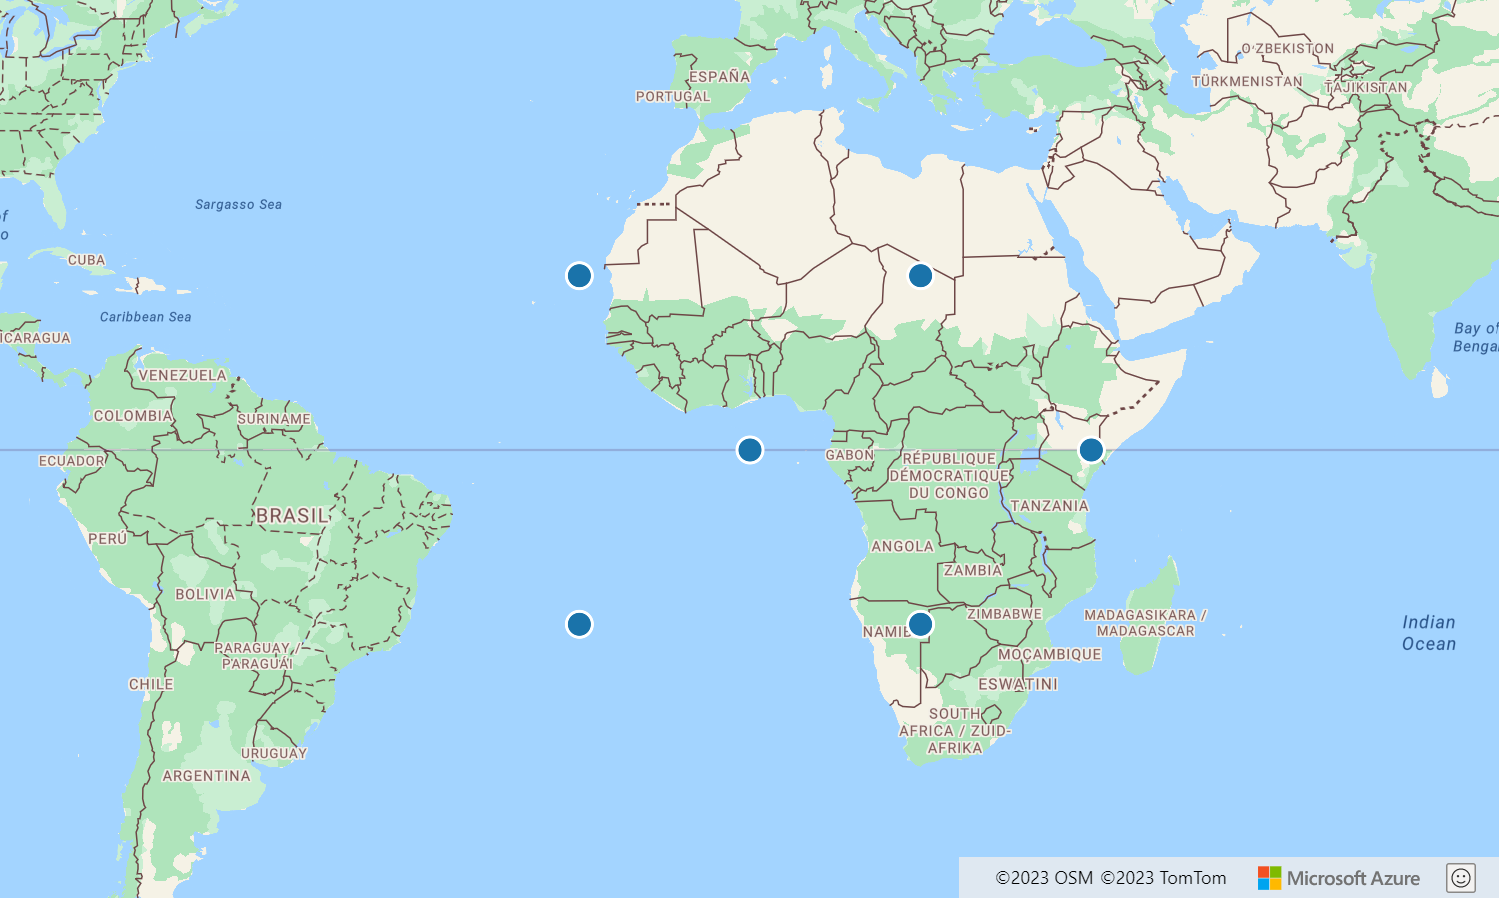 O'ZBEKISTON
ESPAÑA
TÜRKMENISTAN
TAJIKISTAN
PORTUGAL
Sargasso Sea
of
o
CUBA
Caribbean Sea
ICARAGUA
Bay of
Benga
VENEZUELA
COLOMBIA
SURINAME
ECUADOR
GABON
RÉPUBLIQUE
DÉMOCRATIQUE
DU CONGO
TANZANIA
BRASIL
PERÚ
ANGOLA
ZAMBIA
BOLIVIA
ZIMBABWE
MADAGASIKARA /
MADAGASCAR
Indian
Ocean
NAMIB
PARAGUAY /
PARAGUÁI
MOÇAMBIQUE
CHILE
ESWATINI
SOUTH
AFRICA / ZUID-
AFRIKA
URUGUAY
ARGENTINA
©2023 OSM ©2023 TomTom
Microsoft Azure